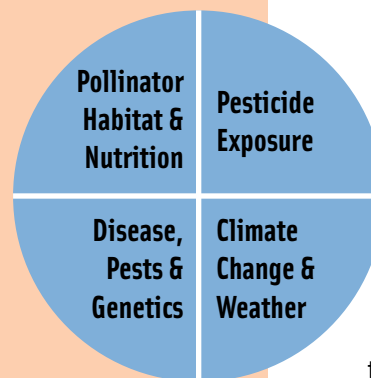 Pollinator
Habitat &
Nutrition
Pesticide
Exposure
Disease,
Pests &
Genetics
Climate
Change &
Weather